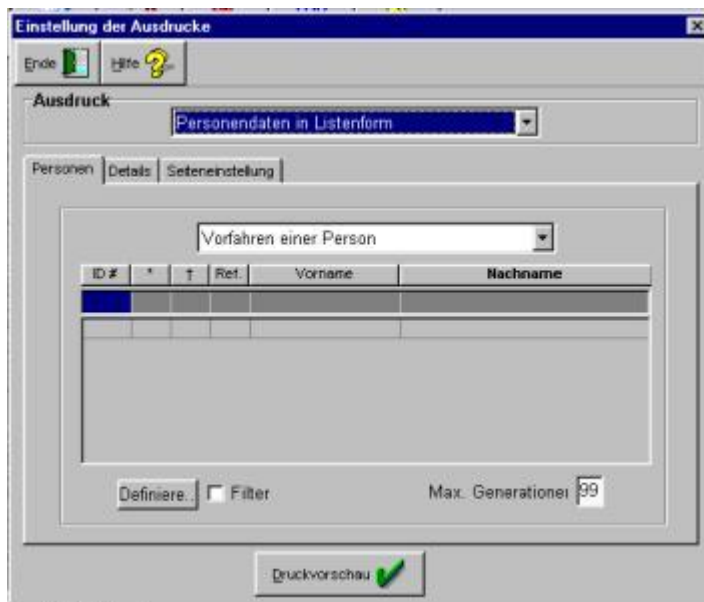 Einstellung der Ausdrucke
Ende Hilfe
Ausdruck
Personendaten in Listenform
Personen Details Seiteneinstellung
Vorfahren einer Person
ID # * † Ref. Vorname Nachname
Definiere.. Filter Max. Generationen 99
Druckvorschau